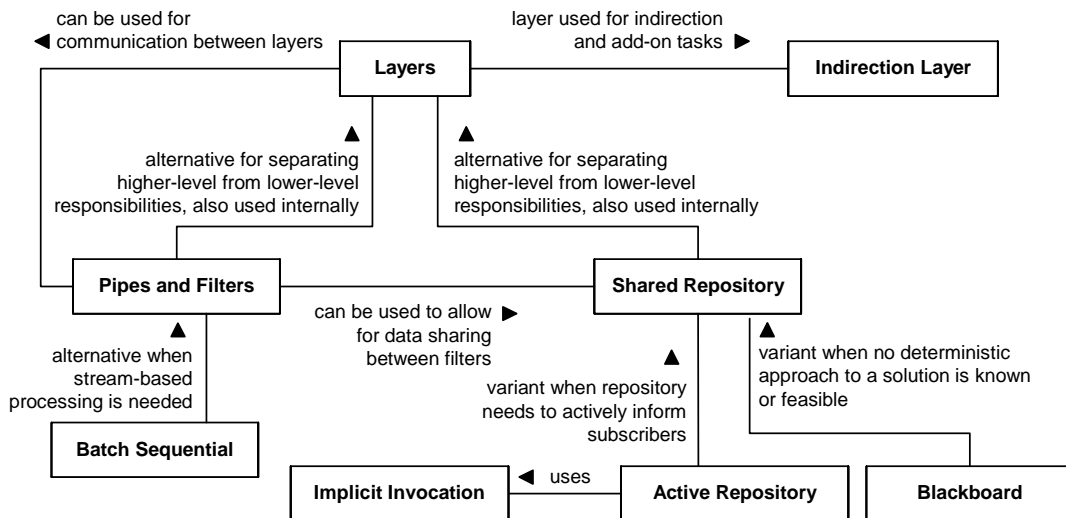 can be used for
communication between layers
layer used for indirection
and add-on tasks
Layers
Indirection Layer
alternative for separating
higher-level from lower-level
responsibilities, also used internally
alternative for separating
higher-level from lower-level
responsibilities, also used internally
Pipes and Filters
Shared Repository
can be used to allow
for data sharing
between filters
alternative when
stream-based
processing is needed
variant when no deterministic
approach to a solution is known
or feasible
variant when repository
needs to actively inform
subscribers
Batch Sequential
Implicit Invocation
uses
Active Repository
Blackboard